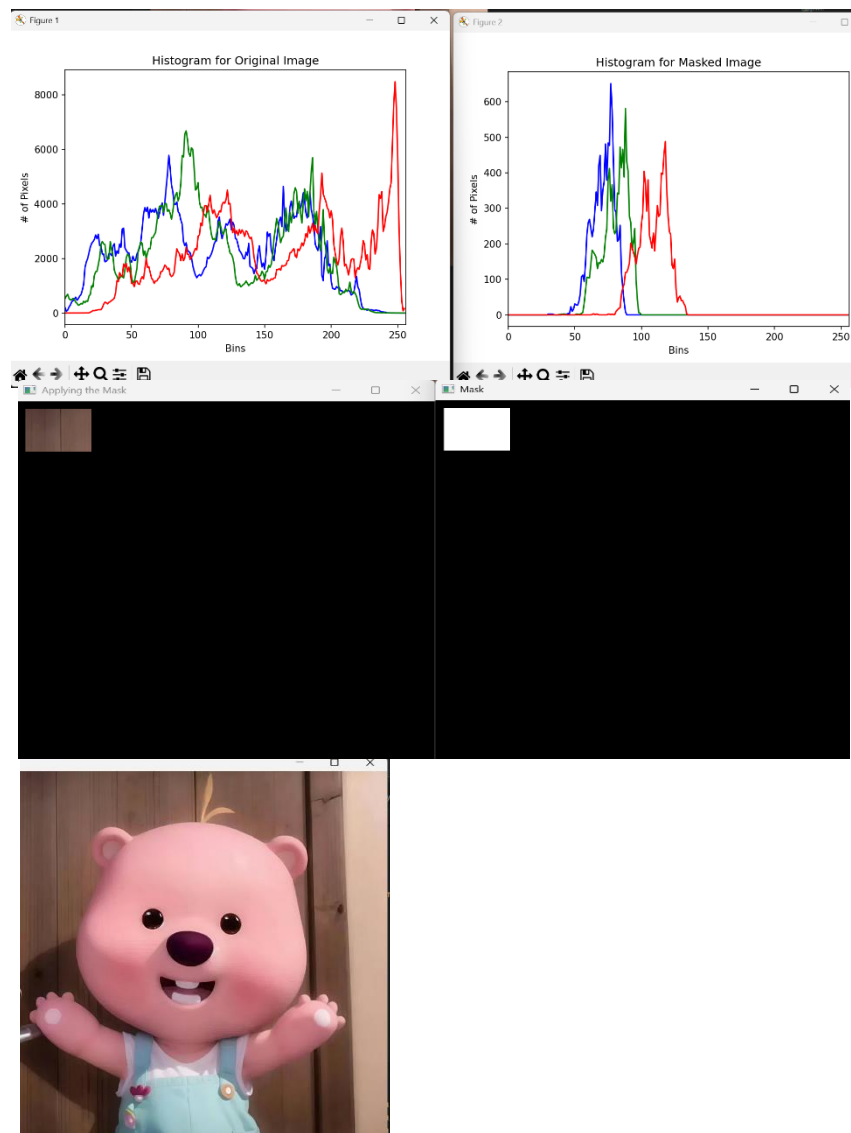 Figure 1
Histogram for Original Image
# of Pixels
8000
6000
4000
2000
0
0 50 100 150 200 250
Bins
Figure 2
Histogram for Masked Image
# of Pixels
600
500
400
300
200
100
0
0 50 100 150 200 250
Bins
Applying the Mask
Mask